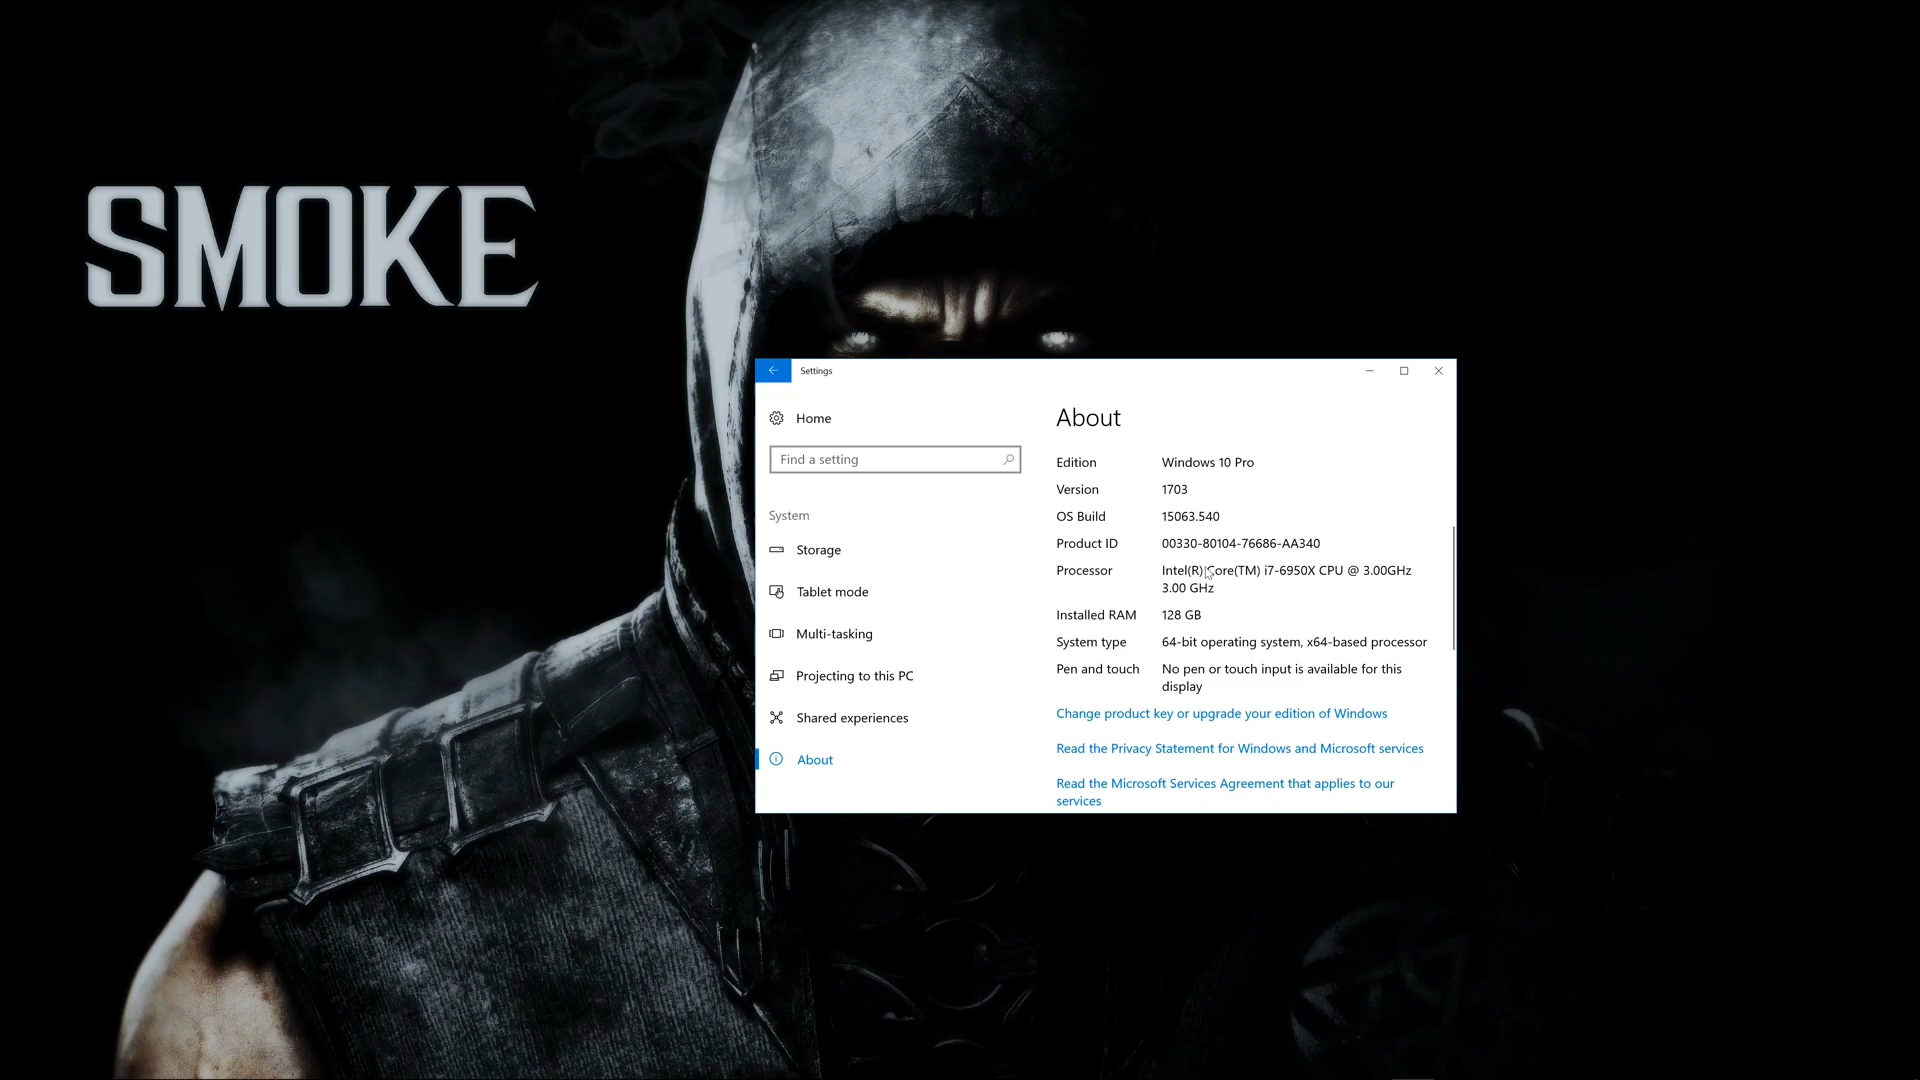 SMOKE
Settings
Home
Find a setting
System
Storage
Tablet mode
Multi-tasking
Projecting to this PC
Shared experiences
About
About
Edition Windows 10 Pro
Version 1703
OS Build 15063.540
Product ID 00330-80104-76686-AA340
Processor Intel(R) Core(TM) i7-6950X CPU @ 3.00GHz
3.00 GHz
Installed RAM 128 GB
System type 64-bit operating system, x64-based processor
Pen and touch No pen or touch input is available for this
display
Change product key or upgrade your edition of Windows
Read the Privacy Statement for Windows and Microsoft services
Read the Microsoft Services Agreement that applies to our
services